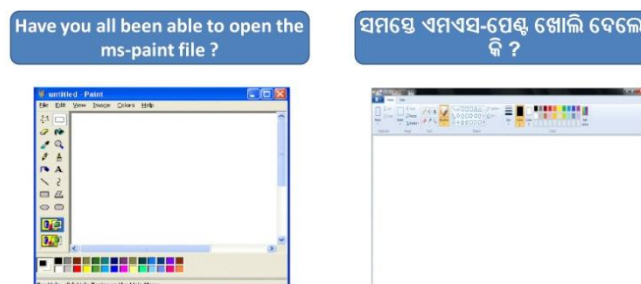 Have you all been able to open the
ms-paint file ?
ସମସ୍ତେ ଏମଏସ-ପେଣ୍ଟ ଖୋଲି ଦେଲେ
କି ?
untitled - Paint
File Edit View Image Colors Help